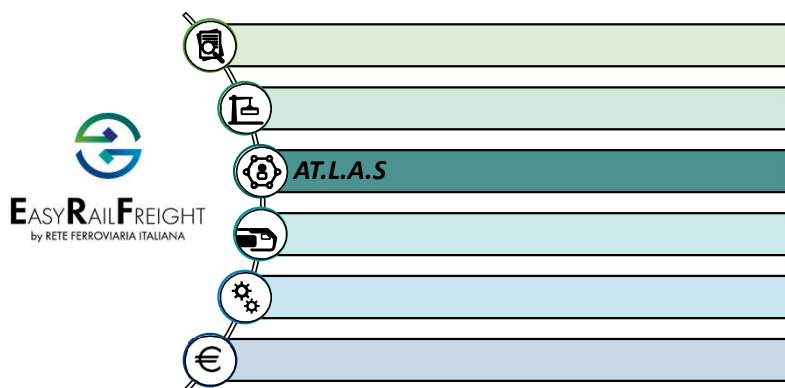 AT.L.A.S
EASYRAILFREIGHT
by RETE FERROVIARIA ITALIANA
€